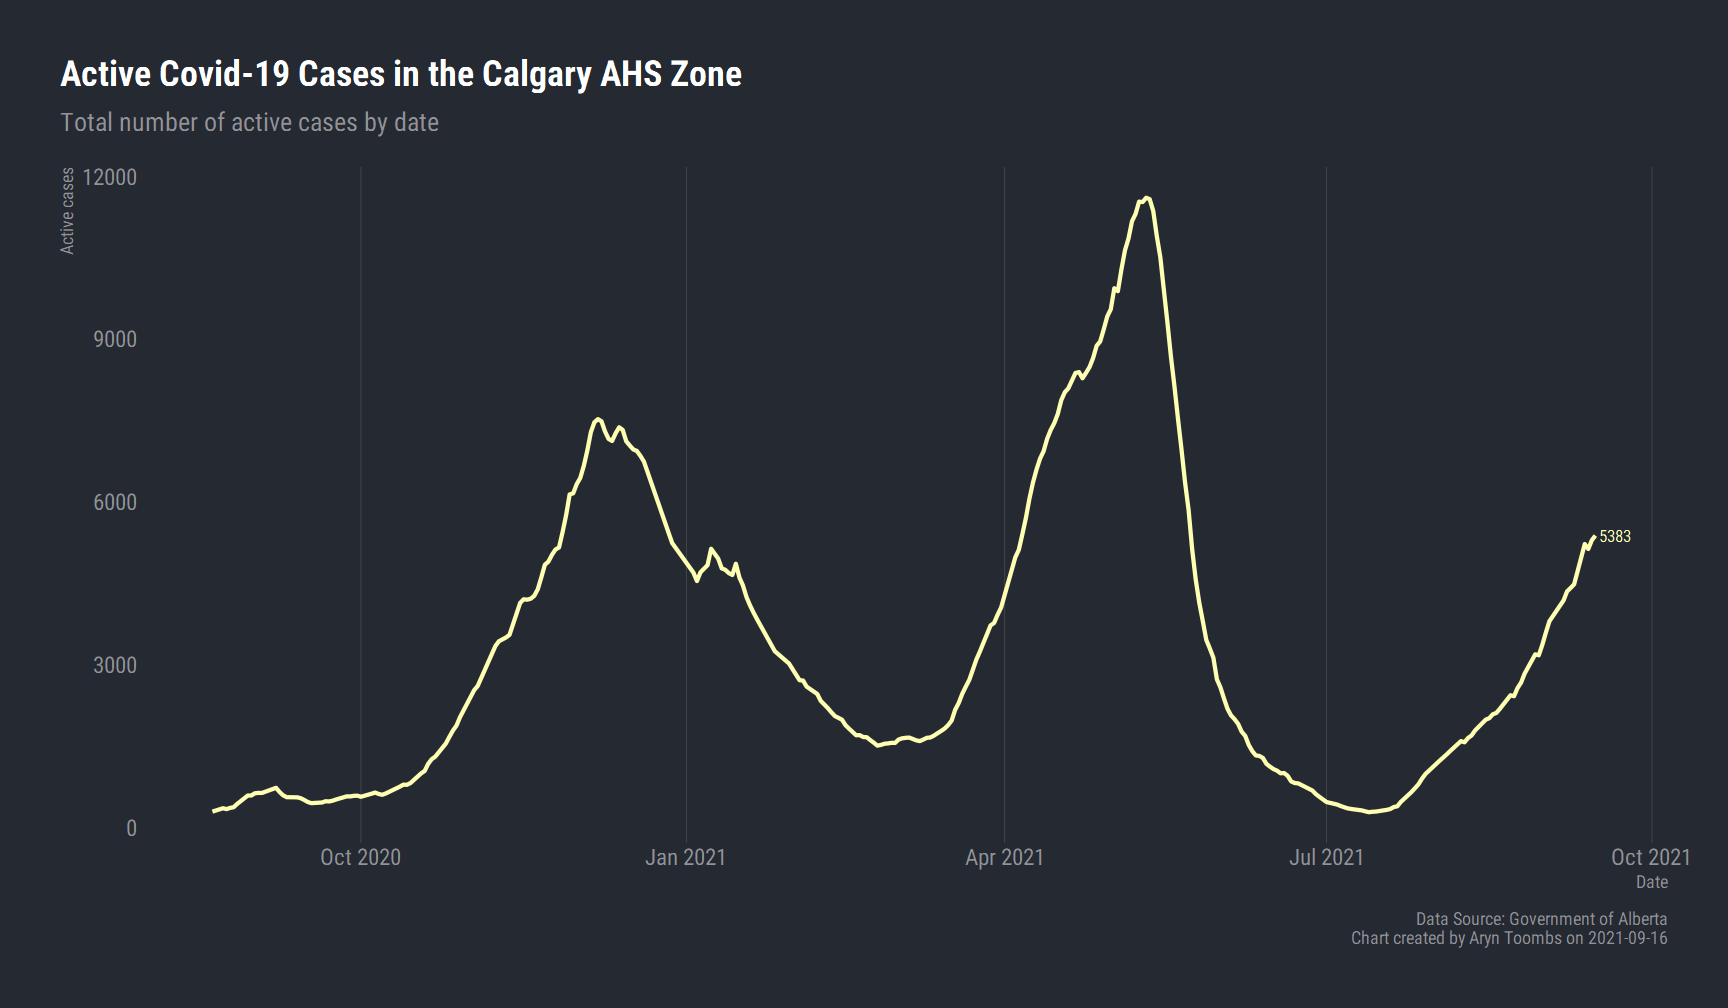 Active Covid-19 Cases in the Calgary AHS Zone
Total number of active cases by date
Active cases
12000
9000
6000
3000
0
5383
Oct 2020
Jan 2021
Apr 2021
Jul 2021
Oct 2021
Date
Data Source: Government of Alberta
Chart created by Aryn Toombs on 2021-09-16